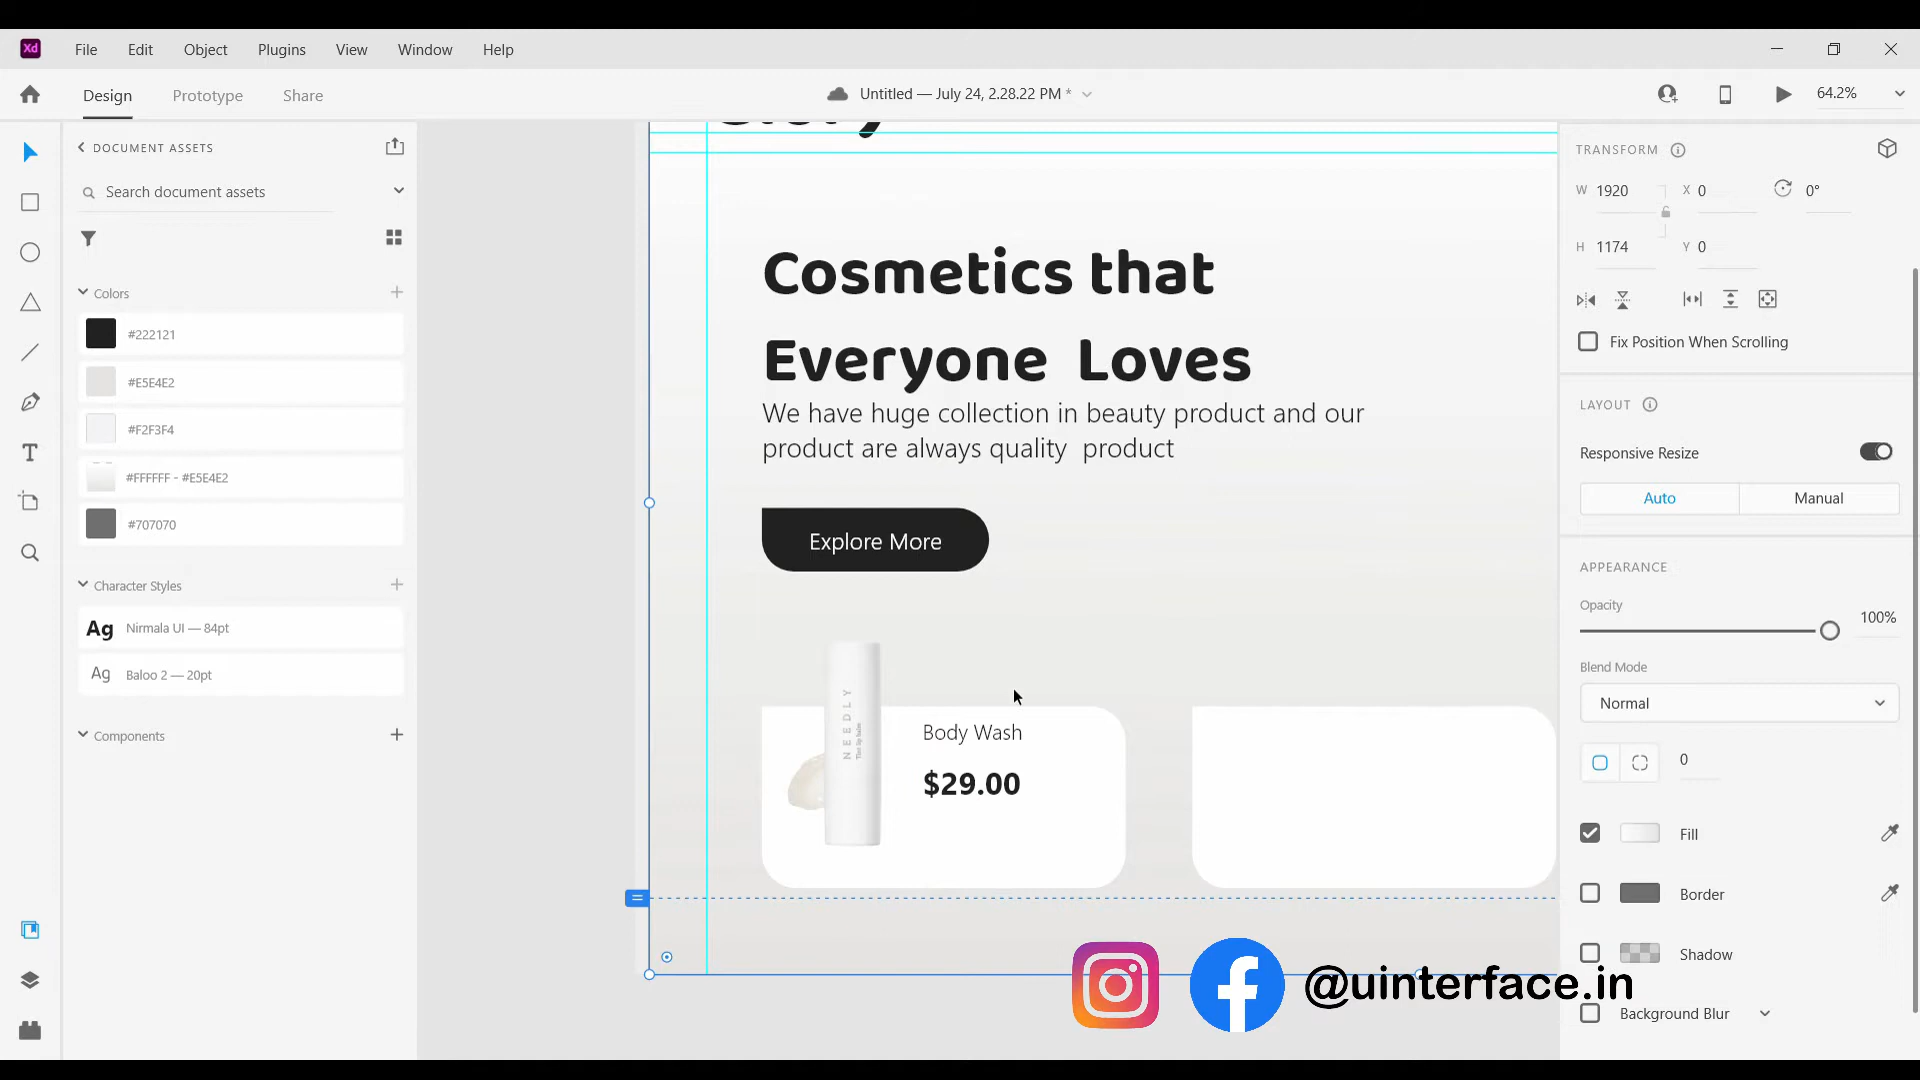 Xd File Edit Object Plugins View Window Help
Design Prototype Share
Untitled — July 24, 2.28.22 PM *
64.2%
DOCUMENT ASSETS
Search document assets
Colors
#222121
#E5E4E2
#F2F3F4
#FFFFFF - #E5E4E2
#707070
Character Styles
Ag Nirmala UI — 84pt
Ag Baloo 2 — 20pt
Components
Cosmetics that
Everyone Loves
We have huge collection in beauty product and our
product are always quality product
Explore More
NEEDLY
Body Wash
$29.00
@uinterface.in
TRANSFORM
W 1920 X 0 0°
H 1174 Y 0
Fix Position When Scrolling
LAYOUT
Responsive Resize
Auto Manual
APPEARANCE
Opacity
100%
Blend Mode
Normal
0
Fill
Border
Shadow
Background Blur